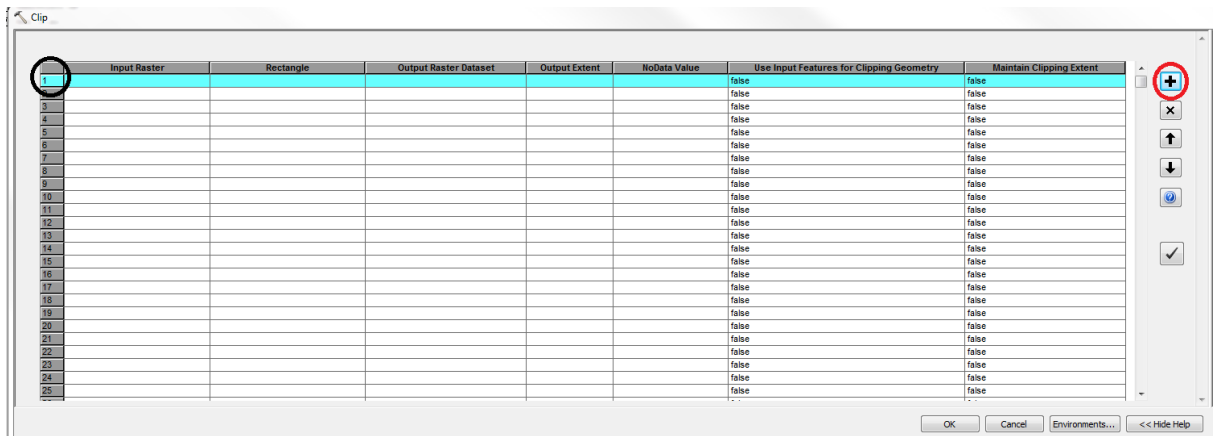 Clip
Input Raster Rectangle Output Raster Dataset Output Extent NoData Value Use Input Features for Clipping Geometry Maintain Clipping Extent
1 false false
false false
3 false false
4 false false
5 false false
6 false false
7 false false
8 false false
9 false false
10 false false
11 false false
12 false false
13 false false
14 false false
15 false false
16 false false
17 false false
18 false false
19 false false
20 false false
21 false false
22 false false
23 false false
24 false false
25 false false
OK Cancel Environments... << Hide Help